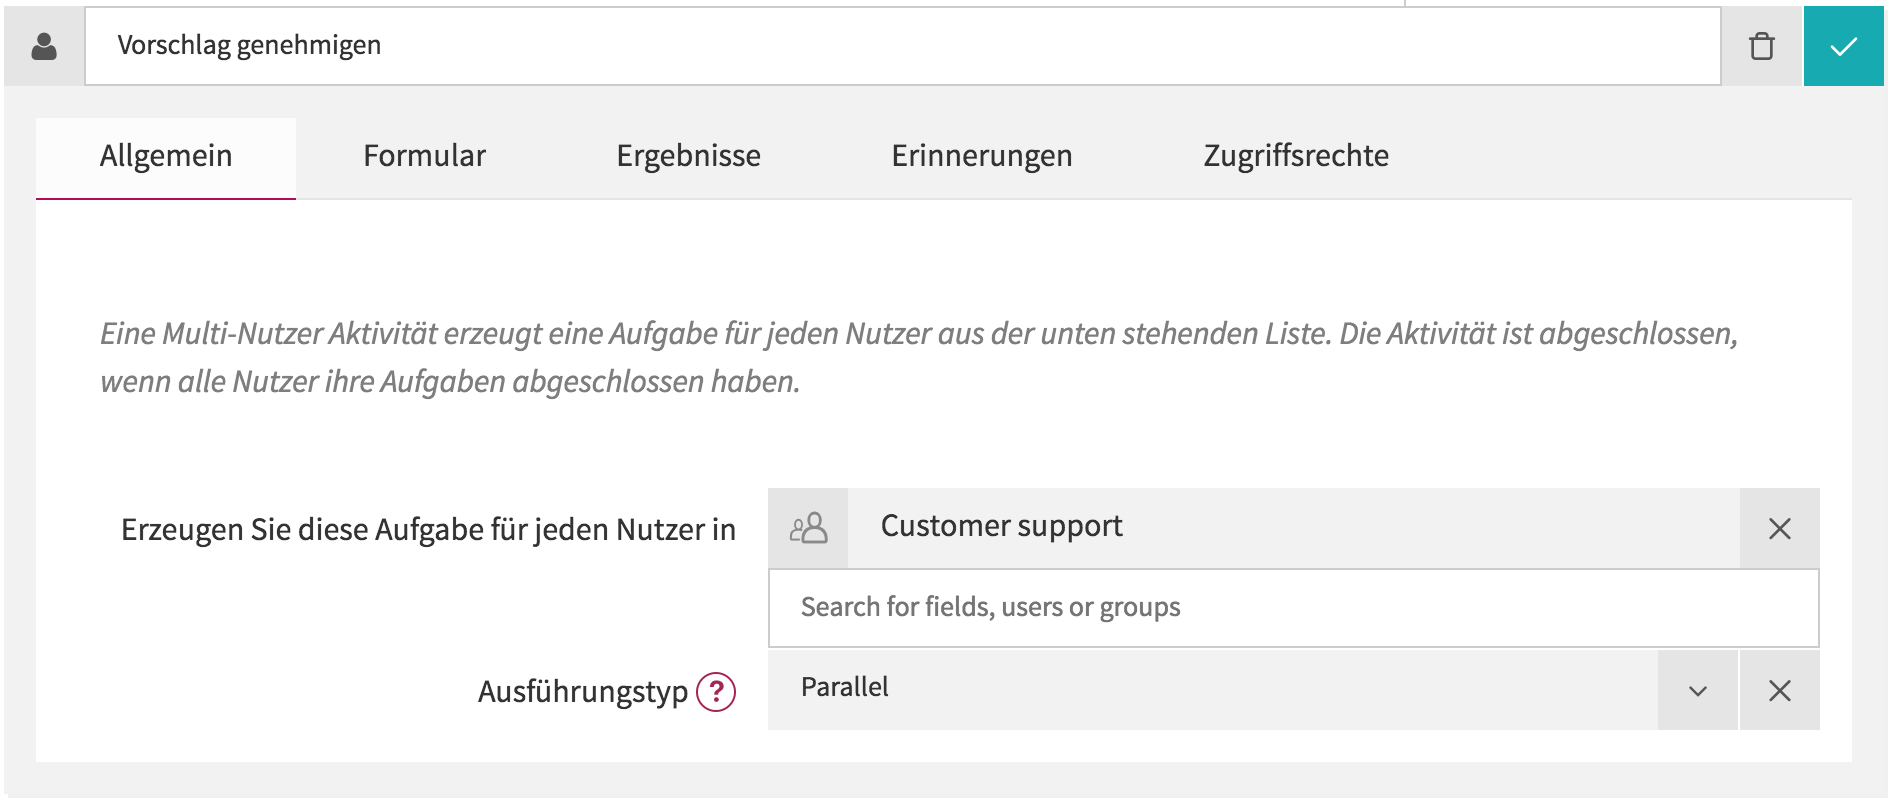 Vorschlag genehmigen
Allgemein Formular Ergebnisse Erinnerungen Zugriffsrechte
Eine Multi-Nutzer Aktivität erzeugt eine Aufgabe für jeden Nutzer aus der unten stehenden Liste. Die Aktivität ist abgeschlossen,
wenn alle Nutzer ihre Aufgaben abgeschlossen haben.
Erzeugen Sie diese Aufgabe für jeden Nutzer in Customer support
Search for fields, users or groups
Ausführungstyp ? Parallel